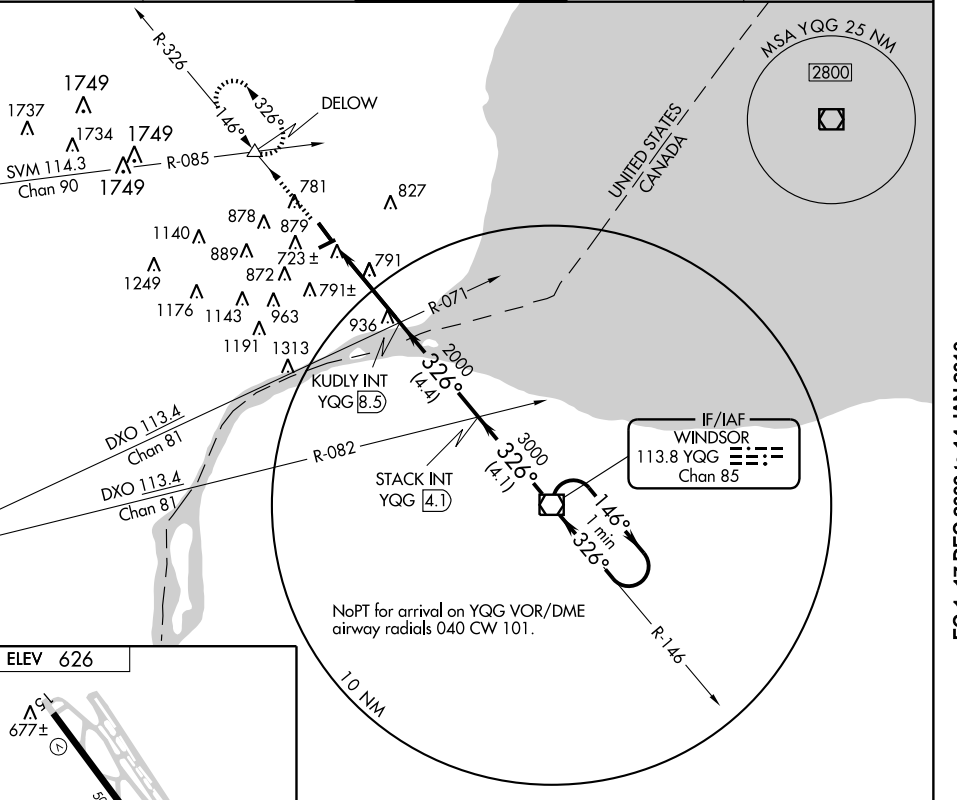 R-326
MSA YQG 25 NM
2800
1749
1737
1734
1749
1749
326°
146°
DELOW
SVM 114.3
Chan 90
R-085
UNITED STATES
CANADA
781
827
878
879
1140
889
723±
791
872
1249
791±
1176
1143
963
936
1191
1313
R-071
KUDLY INT
YQG 8.5
2000
326°
(4.4)
DXO 113.4
Chan 81
R-082
DXO 113.4
Chan 81
STACK INT
YQG 4.1
3000
326°
(4.1)
IF/IAF
WINDSOR
113.8 YQG
Chan 85
146°
1 min
326°
NoPT for arrival on YQG VOR/DME
airway radials 040 CW 101.
R-146
10 NM
ELEV 626
15
677±
V